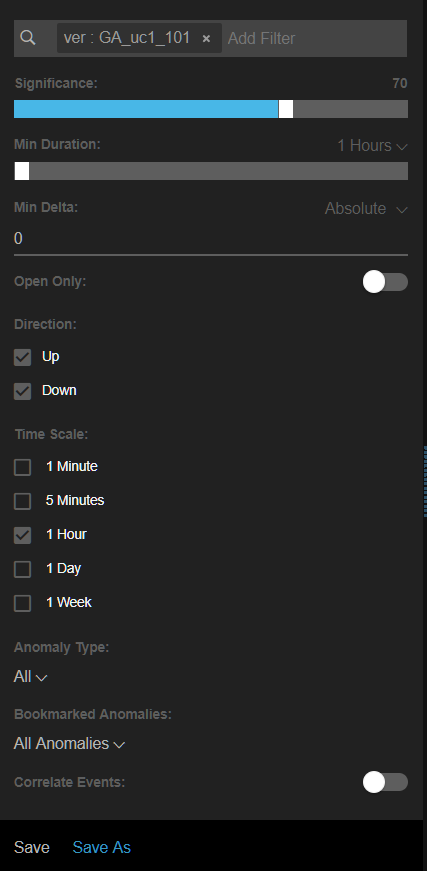 ver : GA_uc1_101 × Add Filter
Significance: 70
Min Duration: 1 Hours
Min Delta: Absolute
0
Open Only:
Direction:
Up
Down
Time Scale:
1 Minute
5 Minutes
1 Hour
1 Day
1 Week
Anomaly Type:
All
Bookmarked Anomalies:
All Anomalies
Correlate Events:
Save Save As